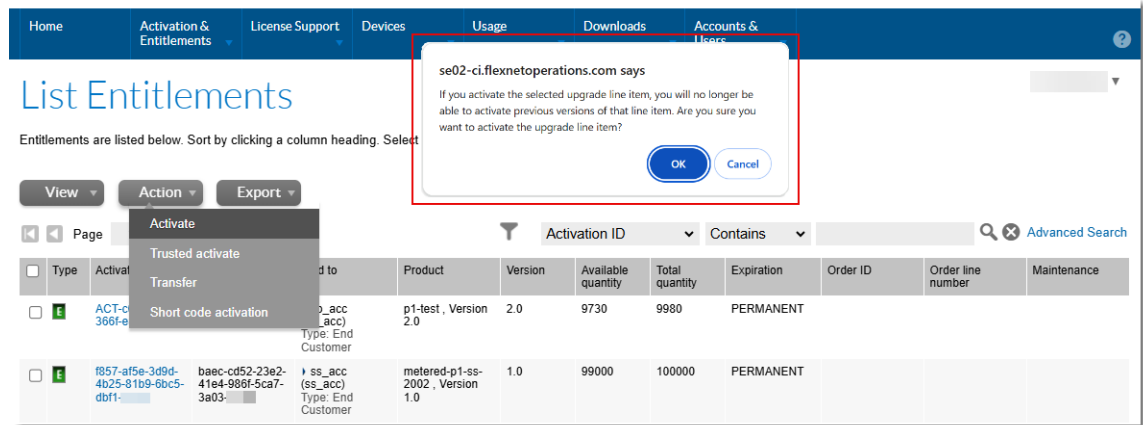 Home
Activation &
Entitlements
License Support
Devices
Usage
Downloads
Accounts &
Users
?
se02-ci.flexnetoperations.com says
If you activate the selected upgrade line item, you will no longer be
able to activate previous versions of that line item. Are you sure you
want to activate the upgrade line item?
OK
Cancel
List Entitlements
Entitlements are listed below. Sort by clicking a column heading. Select
View
Action
Export
Activate
Trusted activate
Transfer
Short code activation
Page
Activation ID
Contains
Advanced Search
Type
Activat
d to
Product
Version
Available
quantity
Total
quantity
Expiration
Order ID
Order line
number
Maintenance
E
ACT-c
366f-e
_acc
_acc)
Type: End
Customer
p1-test , Version
2.0
2.0
9730
9980
PERMANENT
E
f857-af5e-3d9d-
4b25-81b9-6bc5-
dbf1-
baec-cd52-23e2-
41e4-986f-5ca7-
3a03-
ss_acc
(ss_acc)
Type: End
Customer
metered-p1-ss-
2002 , Version
1.0
1.0
99000
100000
PERMANENT